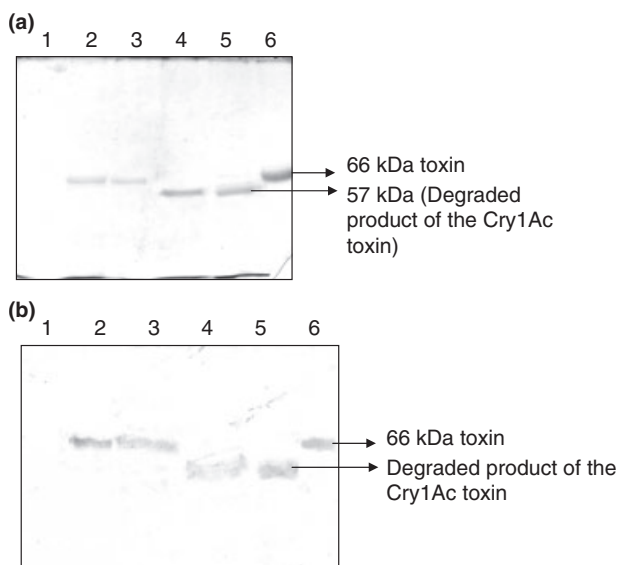 (a)
1 2 3 4 5 6
66 kDa toxin
57 kDa (Degraded
product of the Cry1Ac
toxin)
(b)
1 2 3 4 5 6
66 kDa toxin
Degraded product of the
Cry1Ac toxin